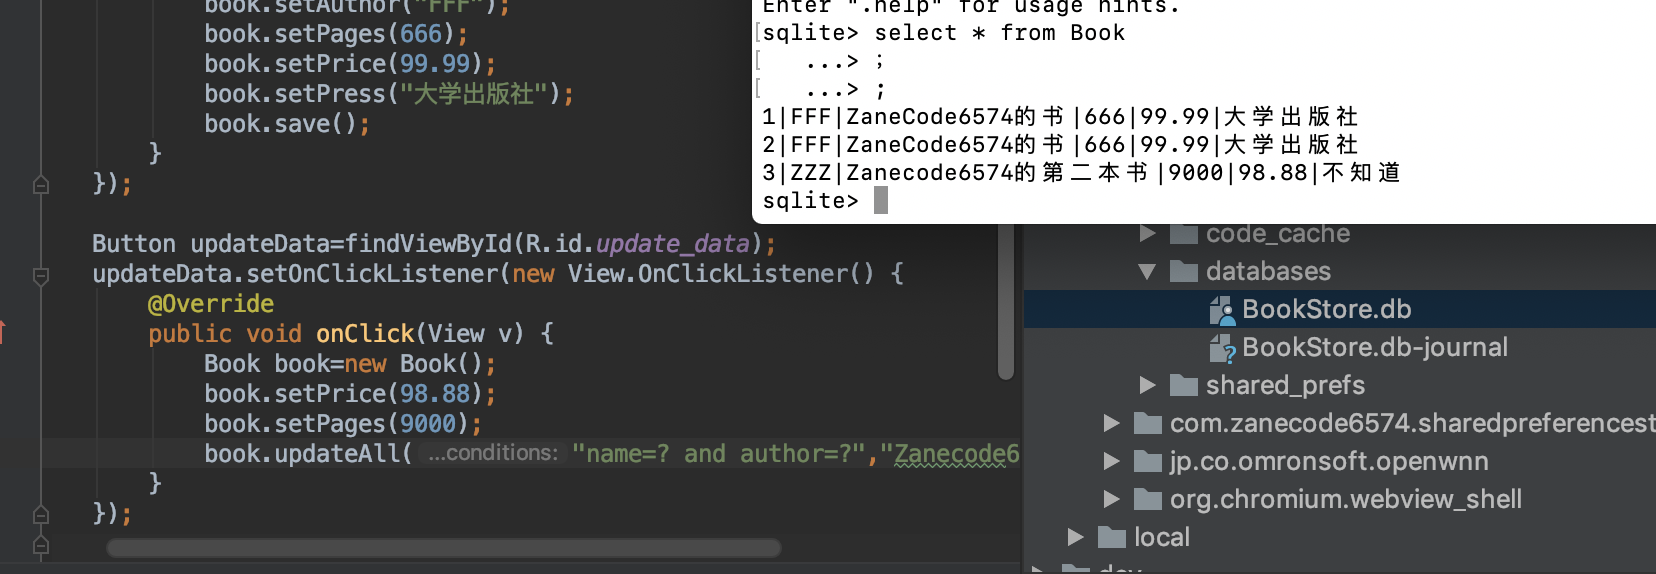 book.setAuthor("FFF");
book.setPages(666);
book.setPrice(99.99);
book.setPress("大学出版社");
book.save();
}
});
Button updateData=findViewById(R.id.update_data);
updateData.setOnClickListener(new View.OnClickListener() {
@Override
public void onClick(View v) {
Book book=new Book();
book.setPrice(98.88);
book.setPages(9000);
book.updateAll( ...conditions: "name=? and author=?","Zanecode6
}
});
Enter ".help" for usage hints.
sqlite> select * from Book
...> ;
...> ;
1|FFF|ZaneCode6574的书|666|99.99|大学出版社
2|FFF|ZaneCode6574的书|666|99.99|大学出版社
3|ZZZ|Zanecode6574的第二本书|9000|98.88|不知道
sqlite>
code_cache
databases
BookStore.db
BookStore.db-journal
shared_prefs
com.zanecode6574.sharedpreferencest
jp.co.omronsoft.openwnn
org.chromium.webview_shell
local
dev